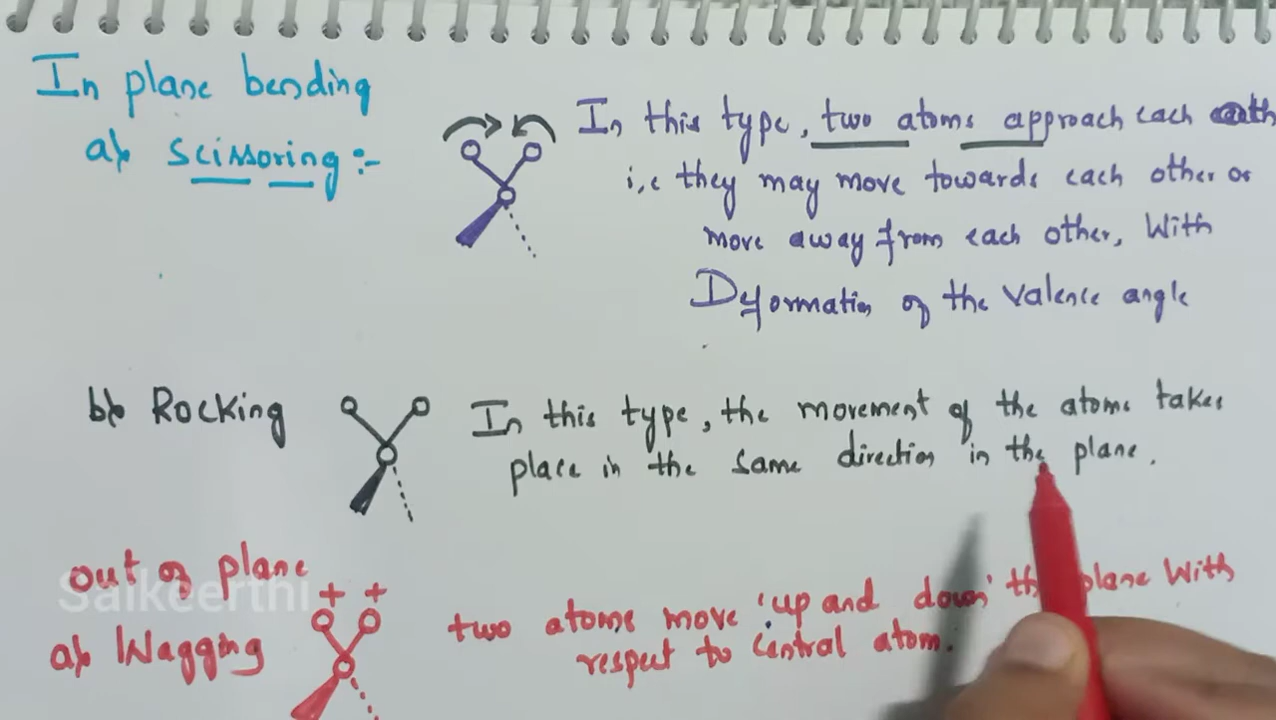 In plane bending
a) Scissoring :-
In this type, two atoms approach each oth
i,e they may move towards each other or
move away from each other, With
Deformation of the valence angle
b) Rocking
In this type, the movement of the atoms takes
place in the same direction in the plane.
out of plane
Saikeerthi
a) Wagging
+ +
two atoms move 'up and down' th plane With
respect to Central atom.